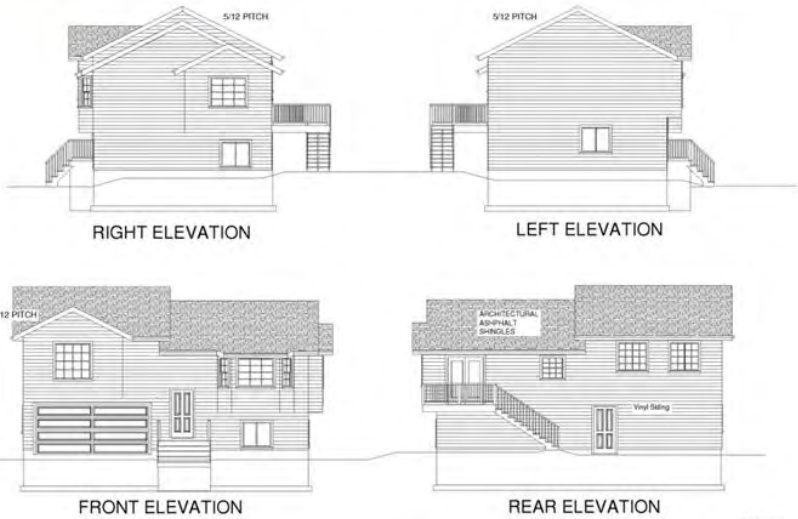 5/12 PITCH
5/12 PITCH
RIGHT ELEVATION
LEFT ELEVATION
12 PITCH
ARCHITECTURAL
ASHPHALT
SHINGLES
Vinyl Siding
FRONT ELEVATION
REAR ELEVATION